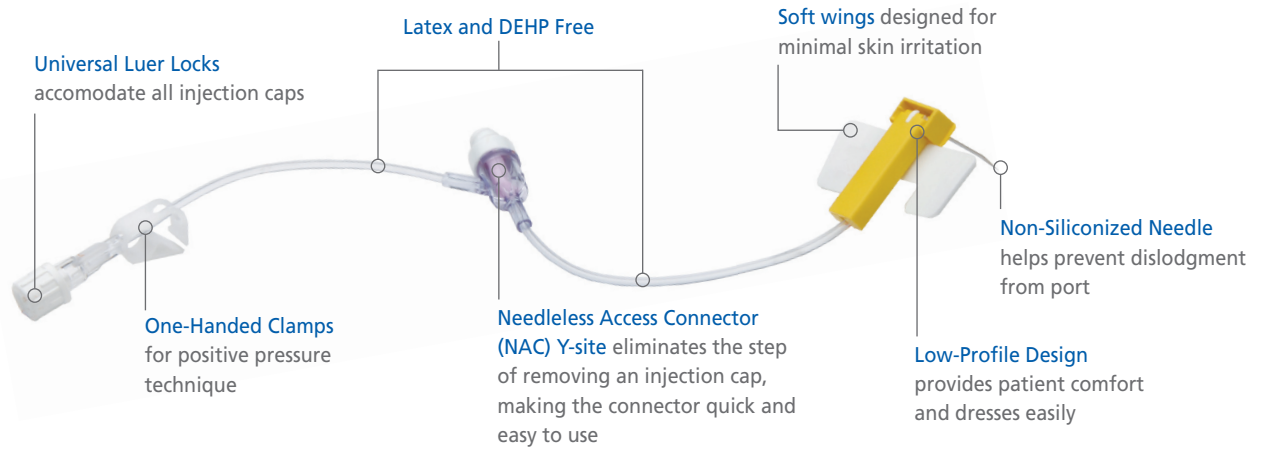 Universal Luer Locks
accomodate all injection caps
Latex and DEHP Free
Soft wings designed for
minimal skin irritation
One-Handed Clamps
for positive pressure
technique
Needleless Access Connector
(NAC) Y-site eliminates the step
of removing an injection cap,
making the connector quick and
easy to use
Non-Siliconized Needle
helps prevent dislodgment
from port
Low-Profile Design
provides patient comfort
and dresses easily